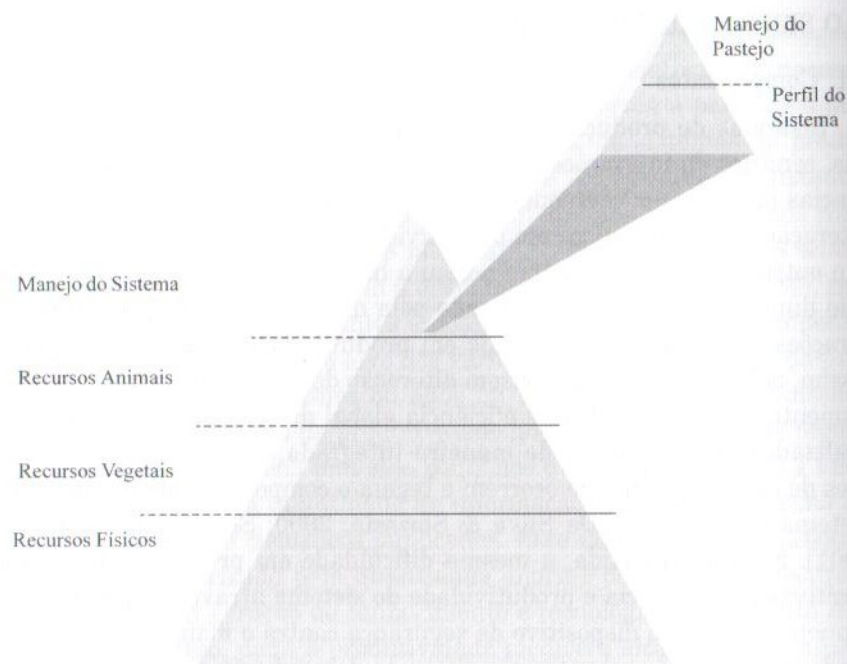 Manejo do
Pastejo
Perfil do
Sistema
Manejo do Sistema
Recursos Animais
Recursos Vegetais
Recursos Físicos